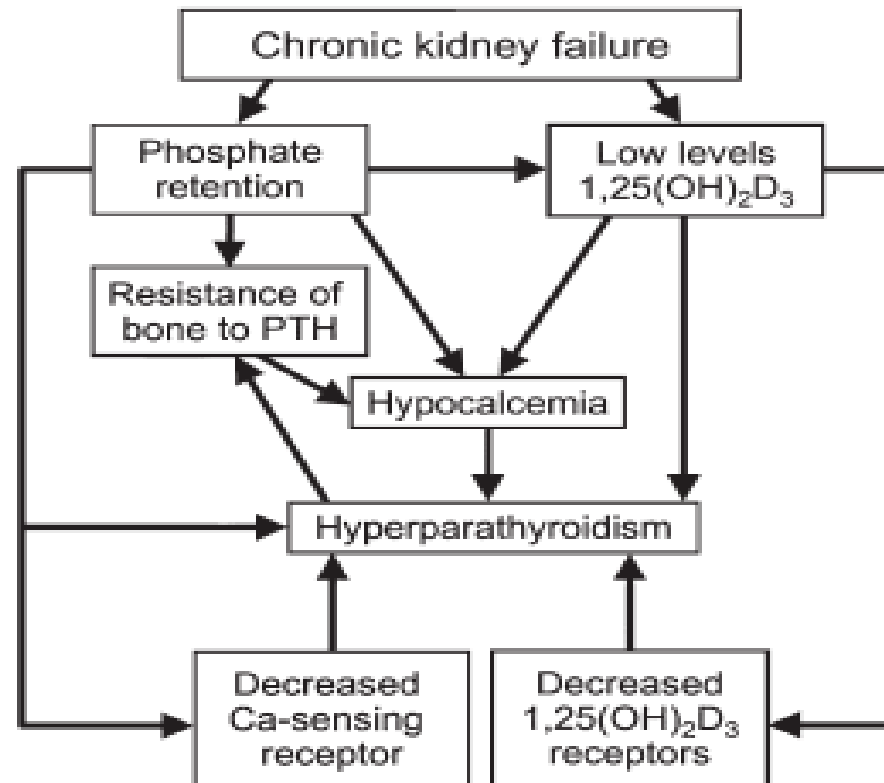 Chronic kidney failure
Phosphate
retention
Low levels
1,25(OH)₂D₃
Resistance of
bone to PTH
Hypocalcemia
Hyperparathyroidism
Decreased
Ca-sensing
receptor
Decreased
1,25(OH)₂D₃
receptors